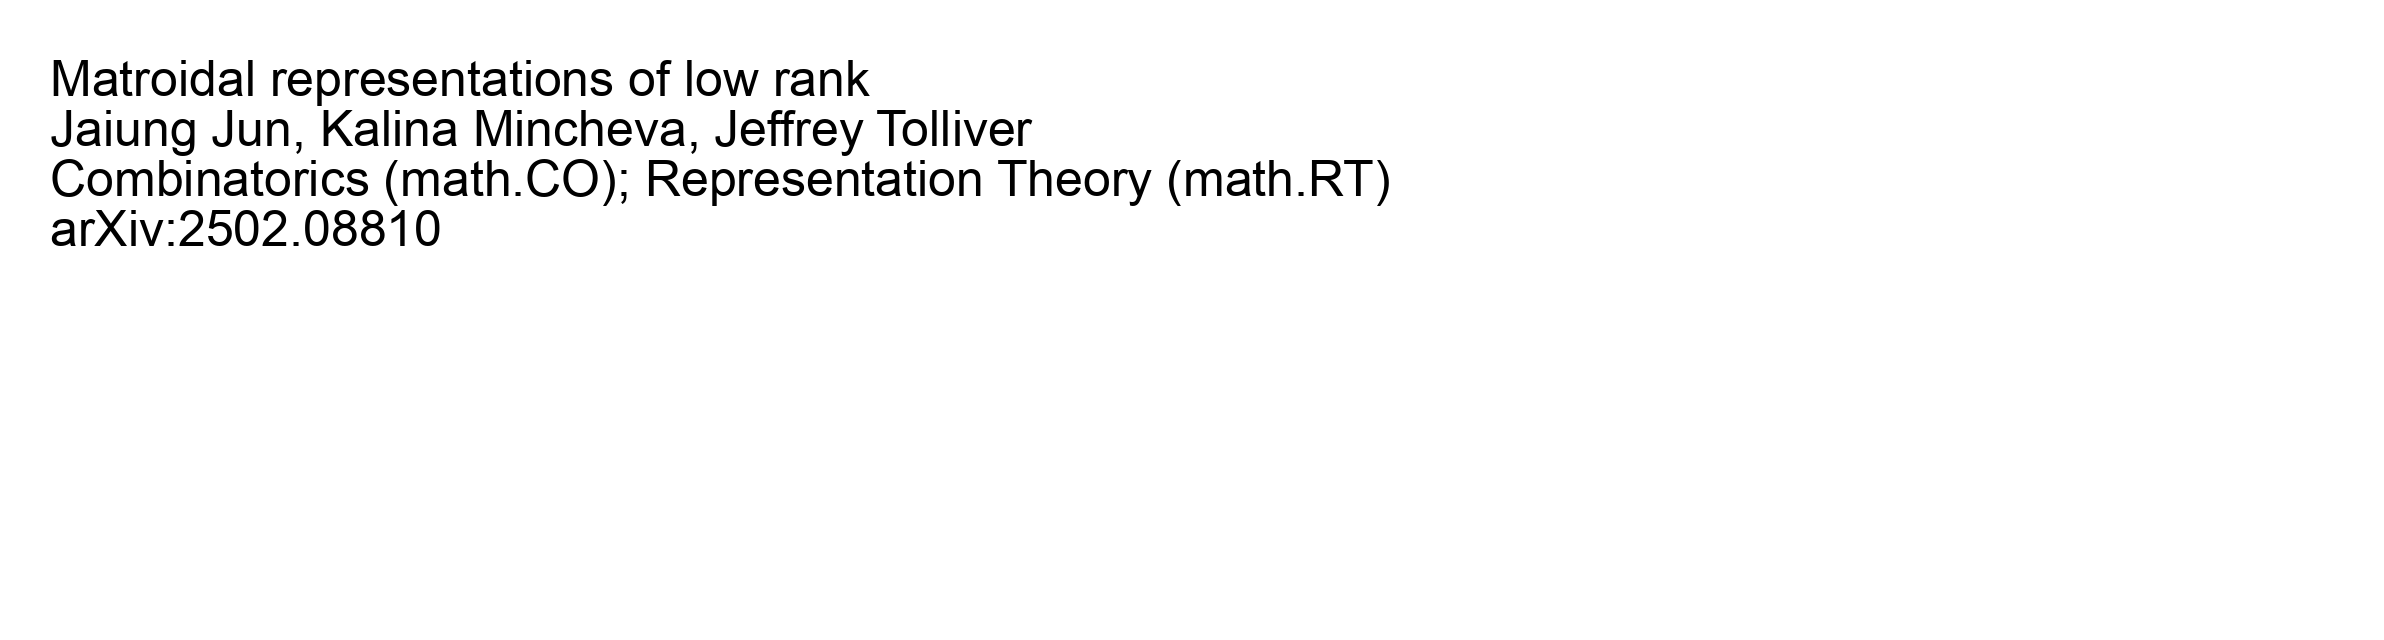 Matroidal representations of low rank
Jaiung Jun, Kalina Mincheva, Jeffrey Tolliver
Combinatorics (math.CO); Representation Theory (math.RT)
arXiv:2502.08810